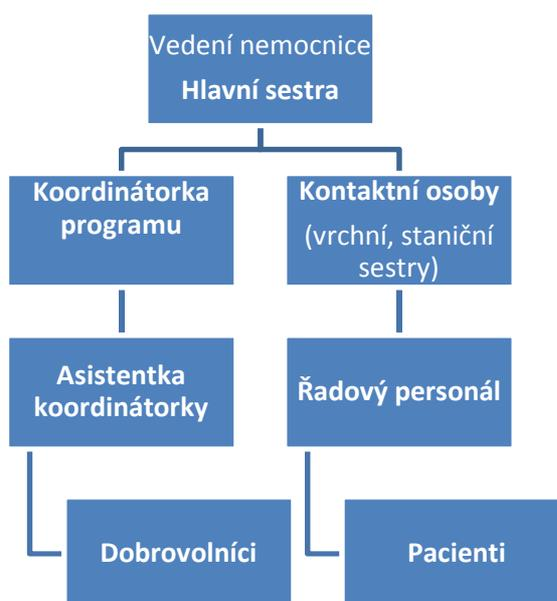 Vedení nemocnice
Hlavní sestra
Koordinátorka
programu
Kontaktní osoby
(vrchní, staniční
sestry)
Asistentka
koordinátorky
Řadový personál
Dobrovolníci
Pacienti